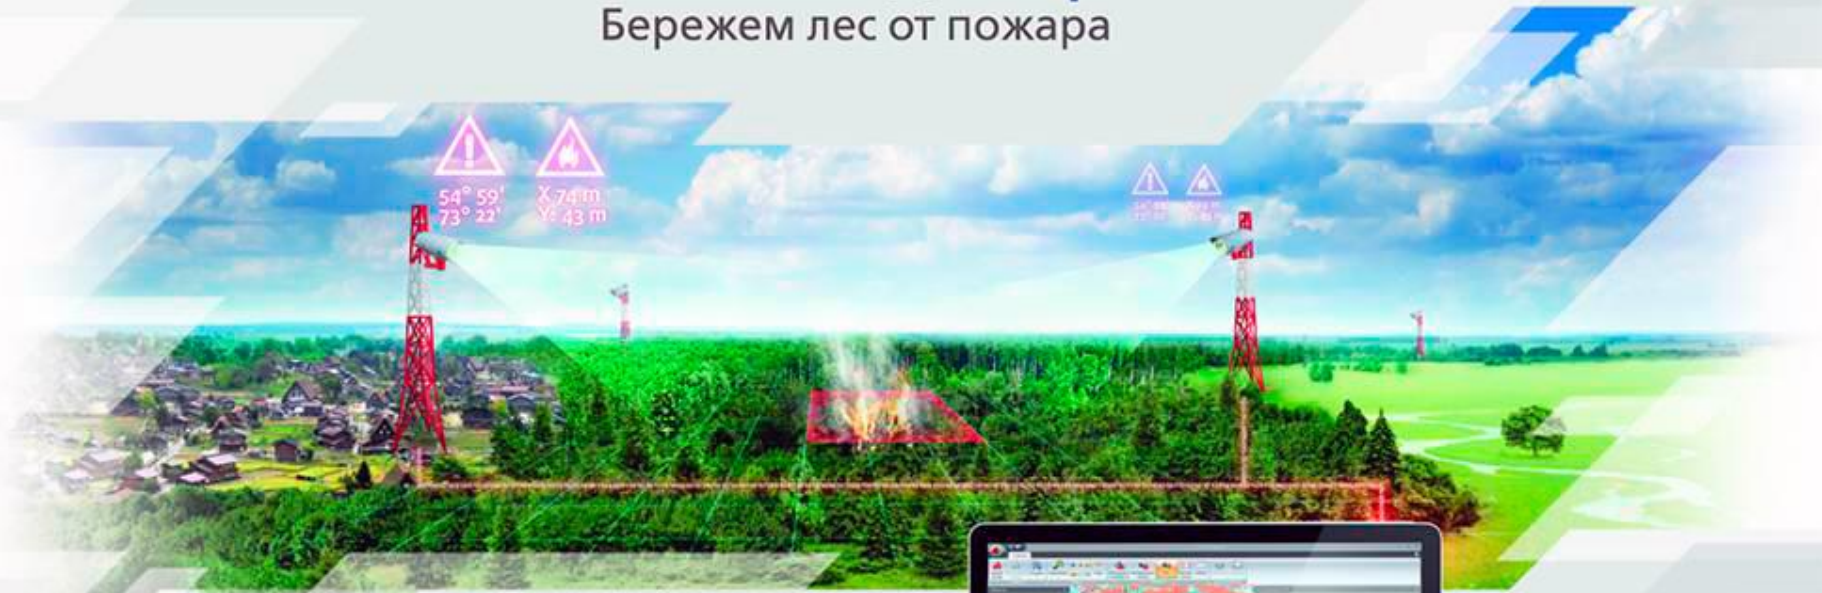 Бережем лес от пожара
54° 59' X 74 m
73° 22' Y: 43 m